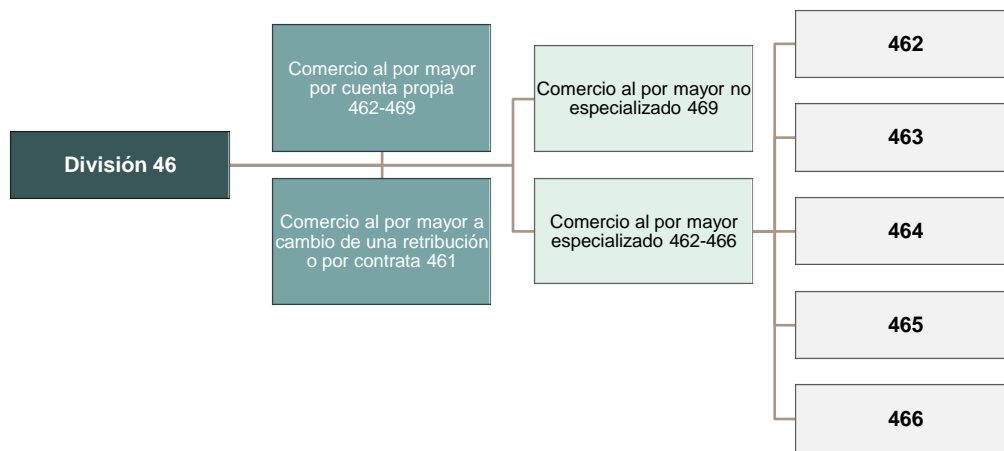 División 46
Comercio al por mayor
por cuenta propia
462-469
Comercio al por mayor a
cambio de una retribución
o por contrata 461
Comercio al por mayor no
especializado 469
Comercio al por mayor
especializado 462-466
462
463
464
465
466